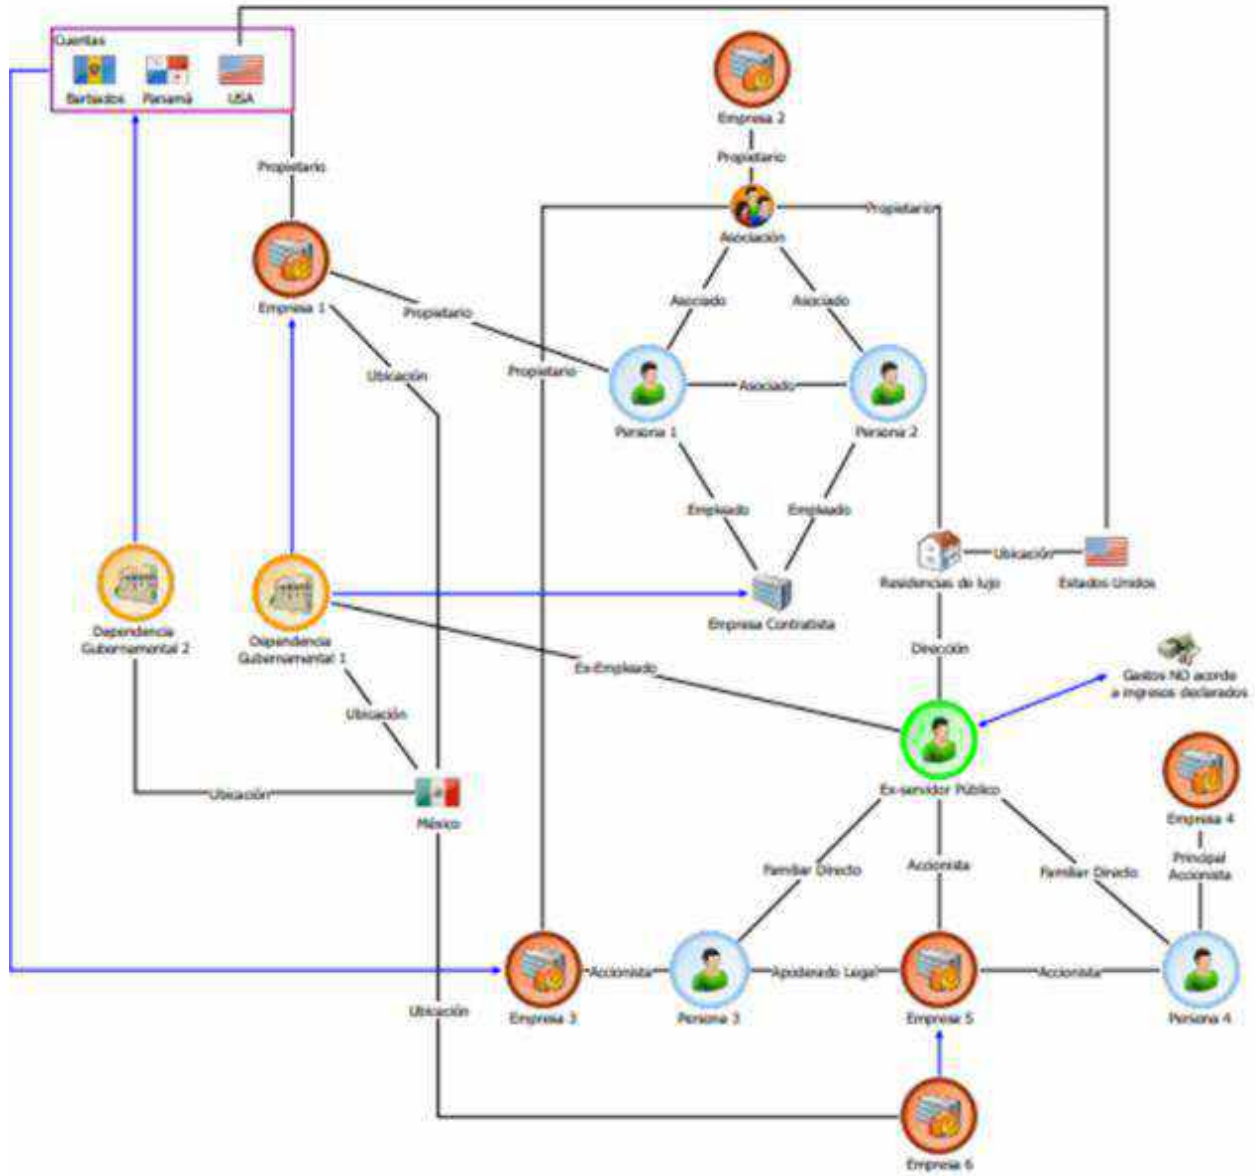 Cuentas
Barbados
Panamá
USA
Empresa 2
Propietario
Propietario
Asociación
Propietario
Empresa 1
Propietario
Asociado
Asociado
Ubicación
Propietario
Asociado
Persona 1
Persona 2
Empleado
Empleado
Residencias de lujo
Ubicación
Estados Unidos
Dependencia
Gubernamental 2
Dependencia
Gubernamental 1
Empresa Contratista
Ex-Empleado
Dirección
Gastos NO acorde
a ingresos declarados
Ubicación
Ubicación
México
Ex-servidor Público
Empresa 4
Familiar Directo
Accionista
Familiar Directo
Principal
Accionista
Accionista
Apoderado Legal
Accionista
Ubicación
Empresa 3
Persona 3
Empresa 5
Persona 4
Empresa 6